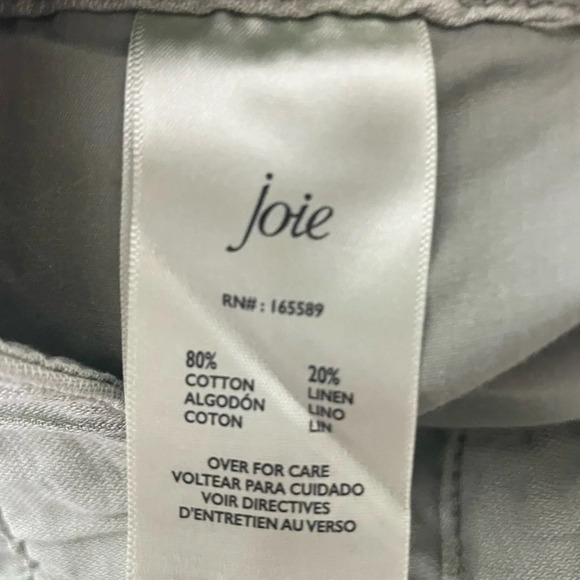 joie
RN# : 165589
80%
COTTON
ALGODÓN
COTON
20%
LINEN
LINO
LIN
OVER FOR CARE
VOLTEAR PARA CUIDADO
VOIR DIRECTIVES
D'ENTRETIEN AU VERSO